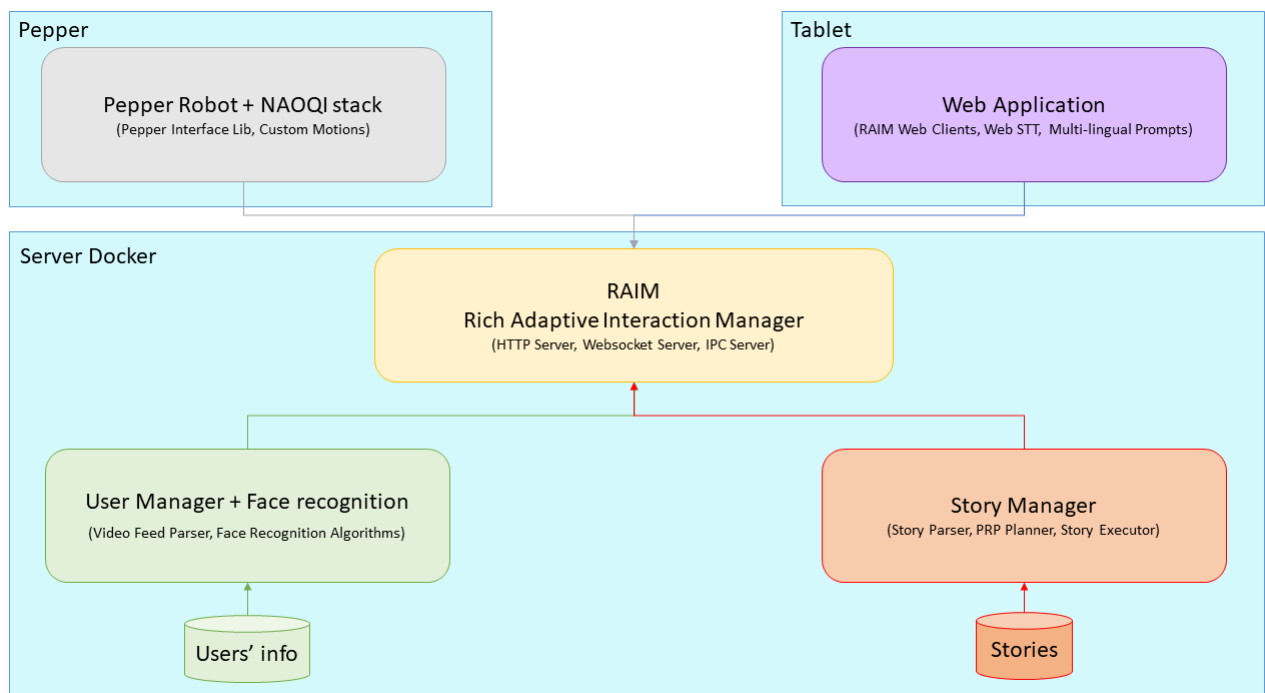 Pepper
Pepper Robot + NAOQI stack
(Pepper Interface Lib, Custom Motions)
Tablet
Web Application
(RAIM Web Clients, Web STT, Multi-lingual Prompts)
Server Docker
RAIM
Rich Adaptive Interaction Manager
(HTTP Server, Websocket Server, IPC Server)
User Manager + Face recognition
(Video Feed Parser, Face Recognition Algorithms)
Story Manager
(Story Parser, PRP Planner, Story Executor)
Users’ info
Stories